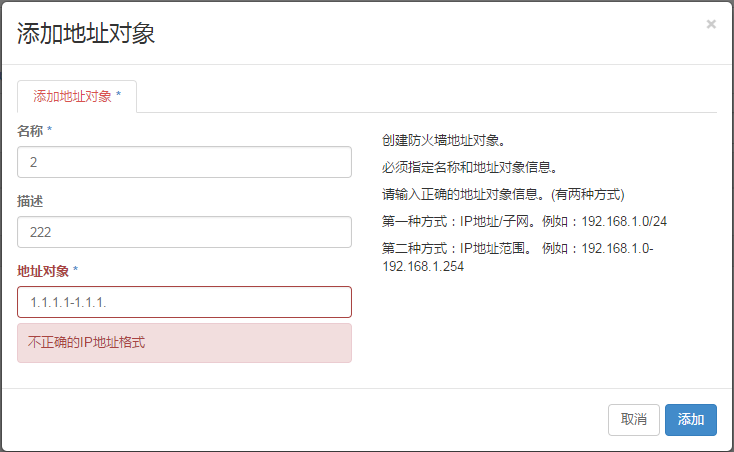 添加地址对象
×
添加地址对象 *
名称 *
2
描述
222
地址对象 *
1.1.1.1-1.1.1.
不正确的IP地址格式
创建防火墙地址对象。
必须指定名称和地址对象信息。
请输入正确的地址对象信息。(有两种方式)
第一种方式：IP地址/子网。例如：192.168.1.0/24
第二种方式：IP地址范围。 例如：192.168.1.0-
192.168.1.254
取消
添加